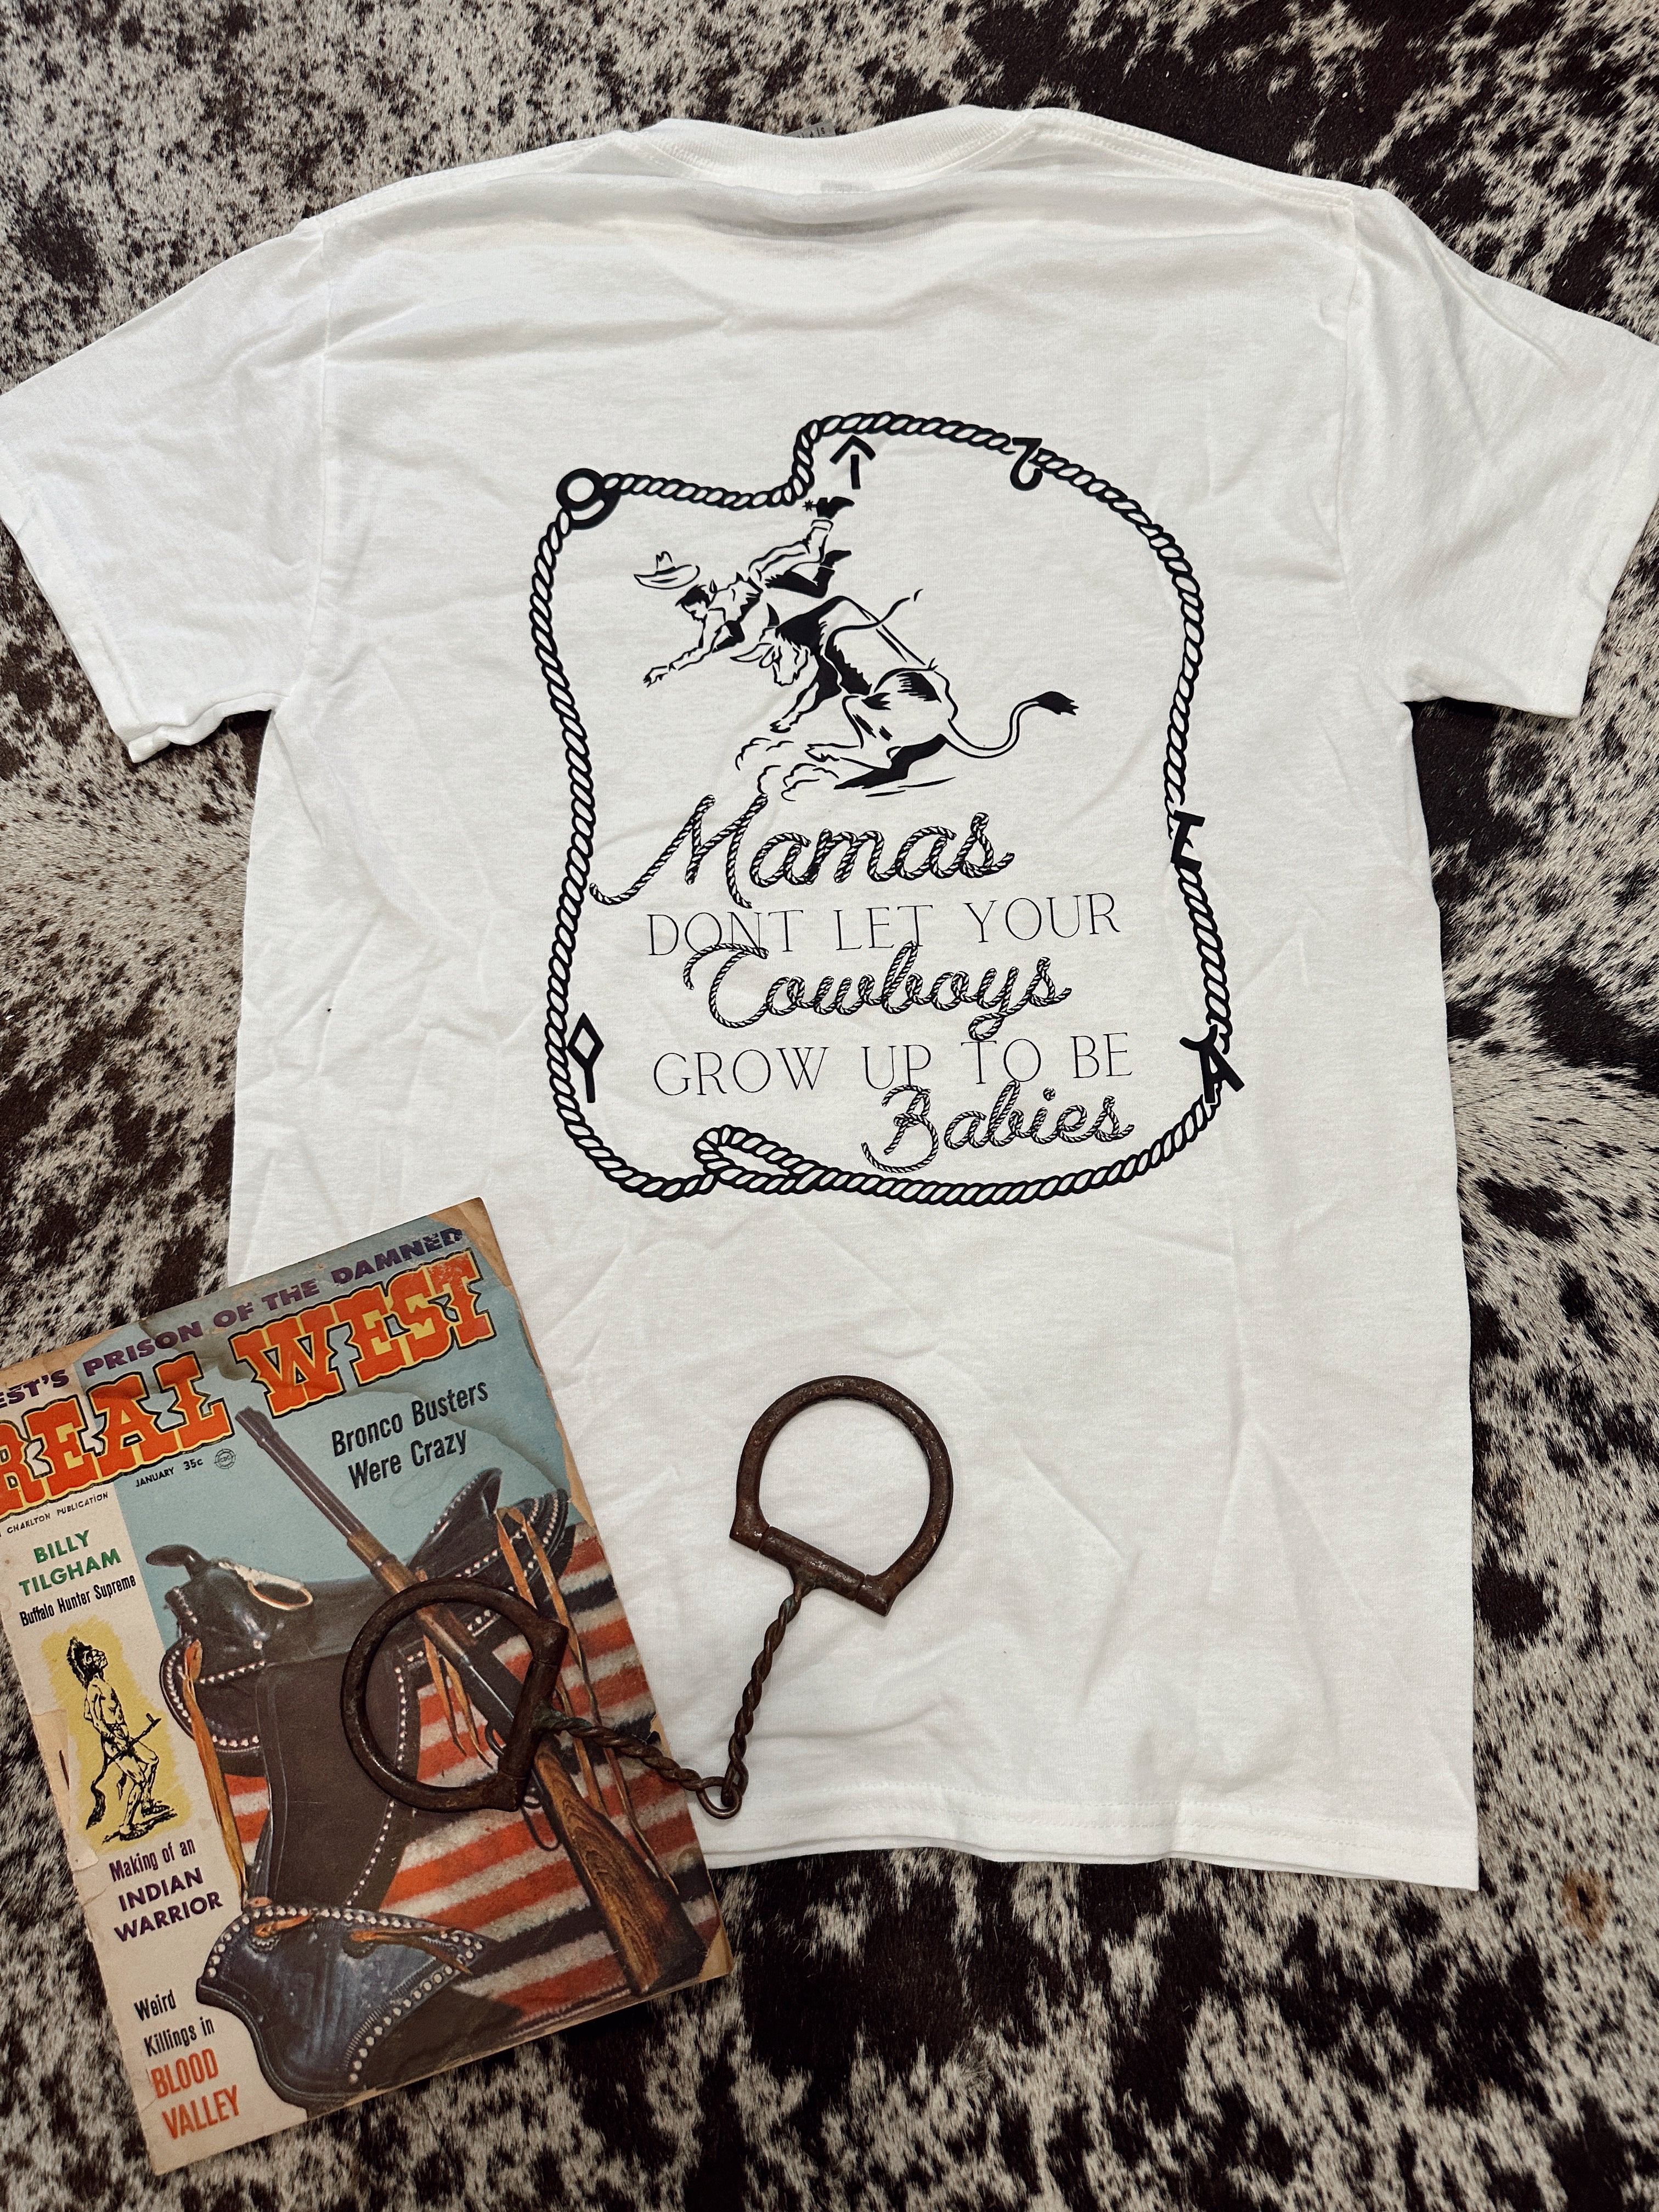 Mamas
DONT LET YOUR
Cowboys
GROW UP TO BE
Babies
EST'S PRISON OF THE DAMNED
REAL WEST
JANUARY 35c
CHARLTON PUBLICATION
Bronco Busters
Were Crazy
BILLY
TILGHAM
Buffalo Hunter Supreme
Making of an
INDIAN
WARRIOR
Weird
Killings in
BLOOD
VALLEY